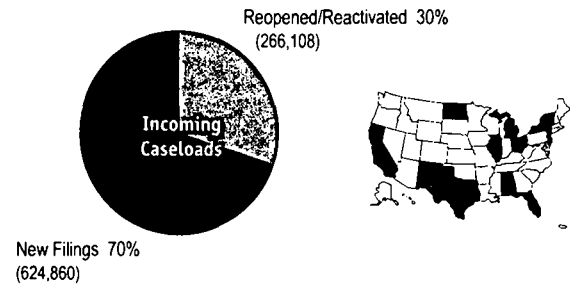 Reopened/Reactivated 30%
(266,108)
Incoming
Caseloads
New Filings 70%
(624,860)